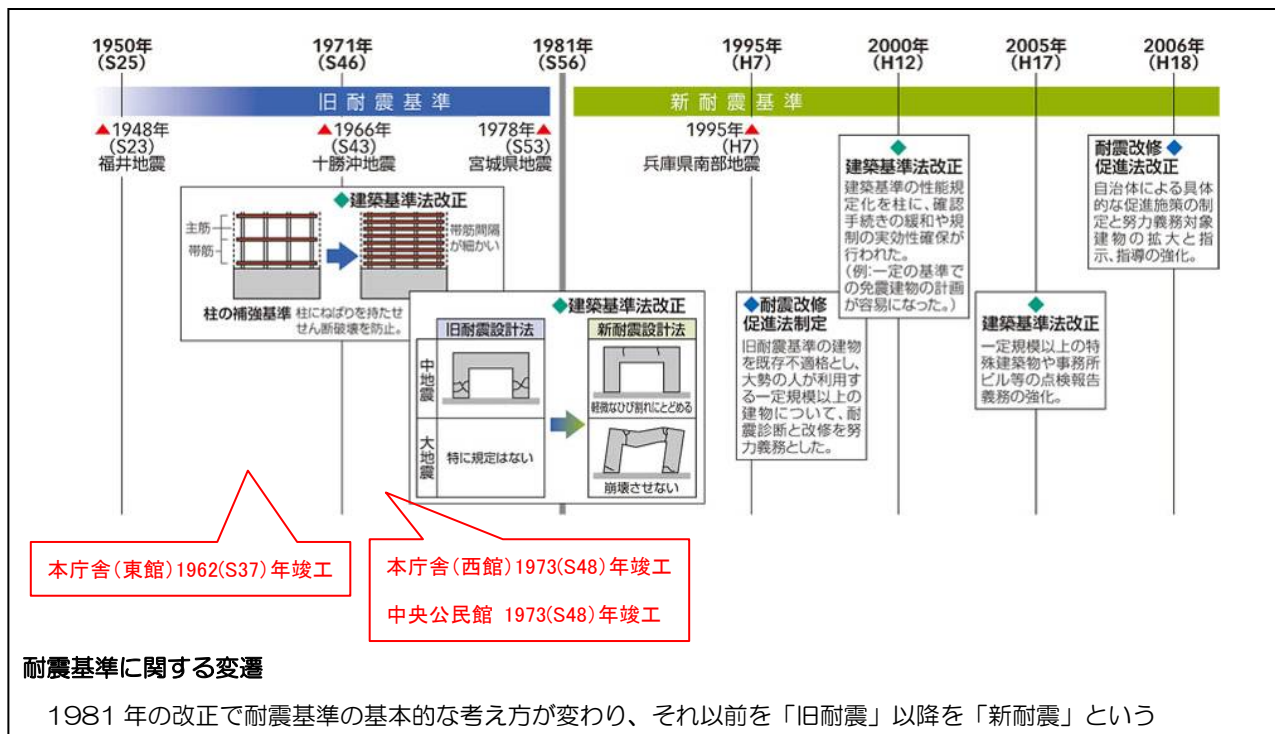 1950年
(S25)
1971年
(S46)
1981年
(S56)
1995年
(H7)
2000年
(H12)
2005年
(H17)
2006年
(H18)
旧耐震基準
新耐震基準
▲1948年
(S23)
福井地震
▲1966年
(S43)
十勝沖地震
1978年▲
(S53)
宮城県地震
1995年▲
(H7)
兵庫県南部地震
◆建築基準法改正
主筋
帯筋
帯筋間隔
が細かい
柱の補強基準 柱にねばりを持たせ
せん断破壊を防止。
◆建築基準法改正
旧耐震設計法
新耐震設計法
中地震
軽微なひび割れにとどめる
大地震
特に規定はない
崩壊させない
◆耐震改修
促進法制定
旧耐震基準の建物
を既存不適格とし、
大勢の人が利用す
る一定規模以上の
建物について、耐
震診断と改修を努
力義務とした。
◆
建築基準法改正
建築基準の性能規
定化を柱に、確認
手続きの緩和や規
制の実効性確保が
行われた。
(例:一定の基準で
の免震建物の計画
が容易になった。)
◆
建築基準法改正
一定規模以上の特
殊建築物や事務所
ビル等の点検報告
義務の強化。
耐震改修◆
促進法改正
自治体による具体
的な促進施策の制
定と努力義務対象
建物の拡大と指
示、指導の強化。
本庁舎(東館)1962(S37)年竣工
本庁舎(西館)1973(S48)年竣工
中央公民館 1973(S48)年竣工
耐震基準に関する変遷
1981年の改正で耐震基準の基本的な考え方が変わり、それ以前を「旧耐震」以降を「新耐震」という